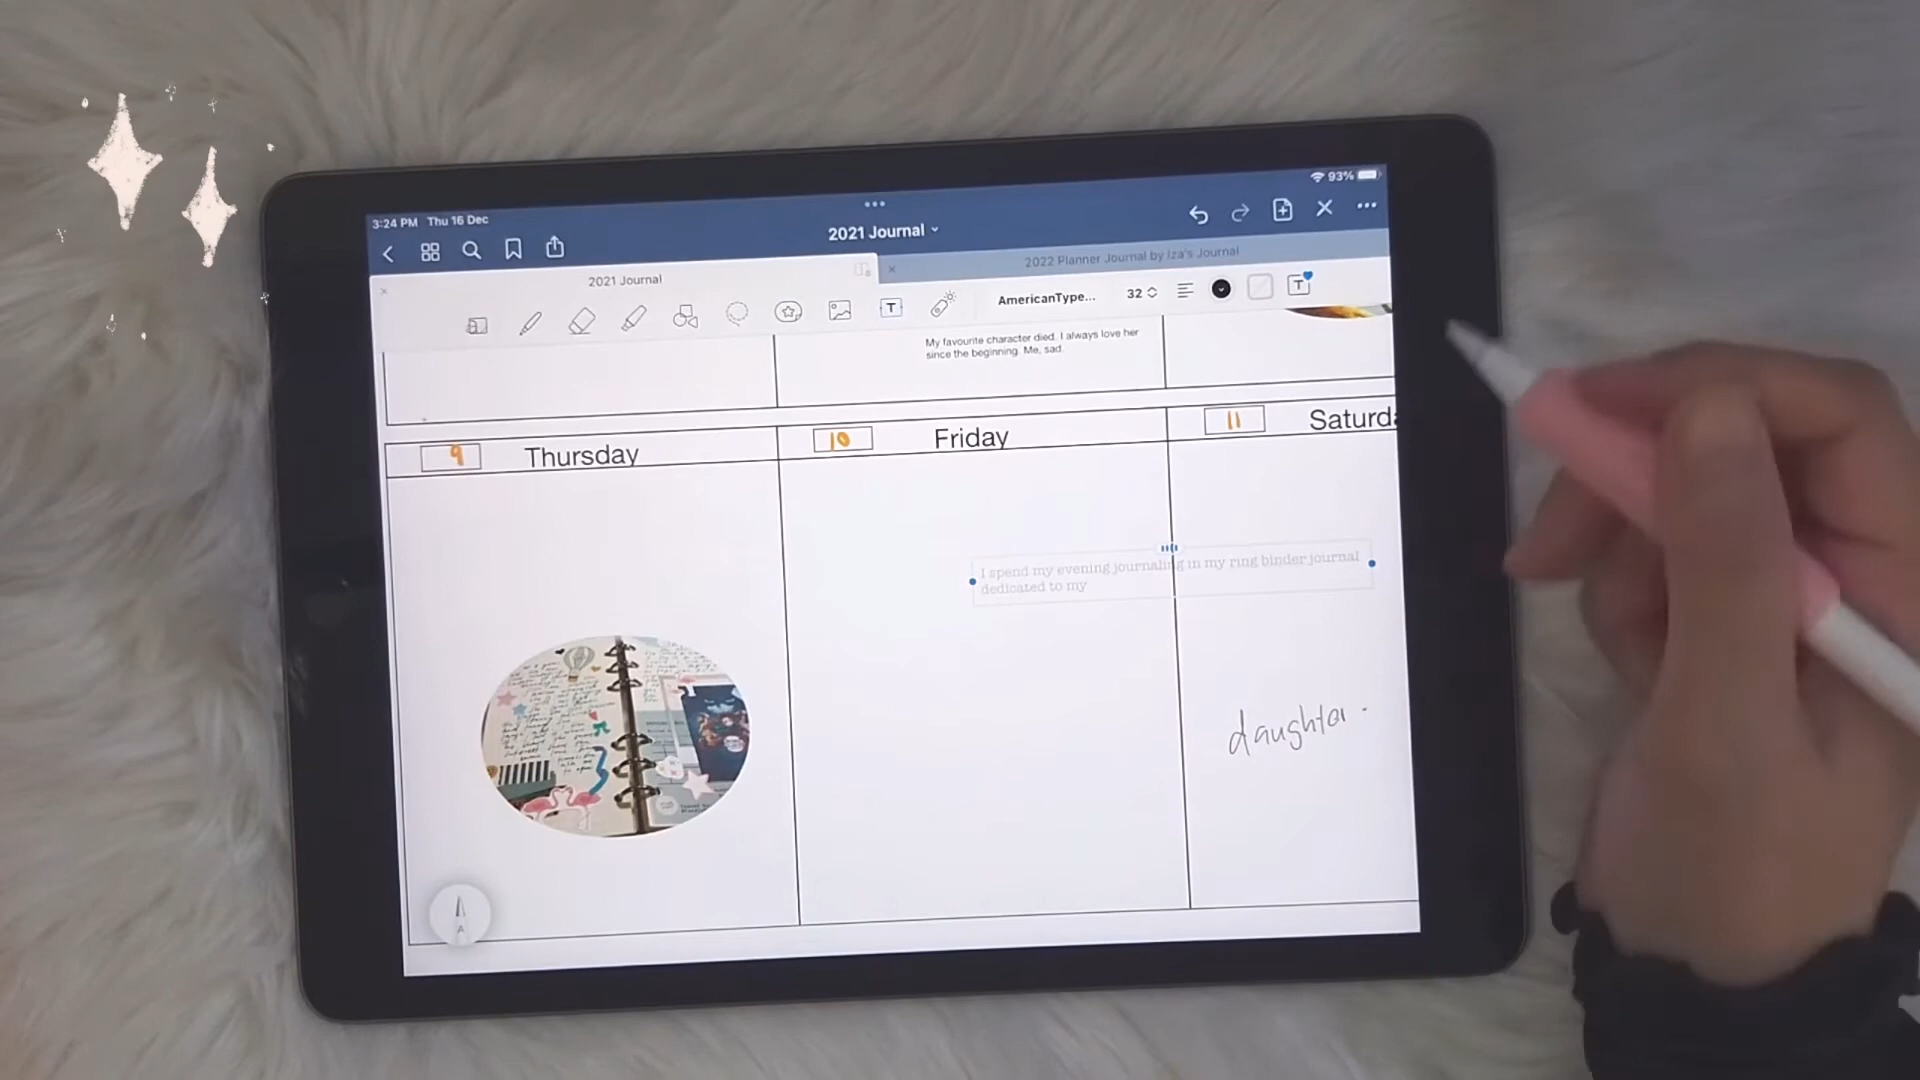 3:24 PM Thu 16 Dec
93%
2021 Journal
2021 Journal
2022 Planner Journal by Iza's Journal
AmericanType... 32
T
T
My favourite character died. I always love her
since the beginning. Me, sad.
9 Thursday
10 Friday
11 Saturd
I spend my evening journaling in my ring binder journal
dedicated to my
daughter.
A